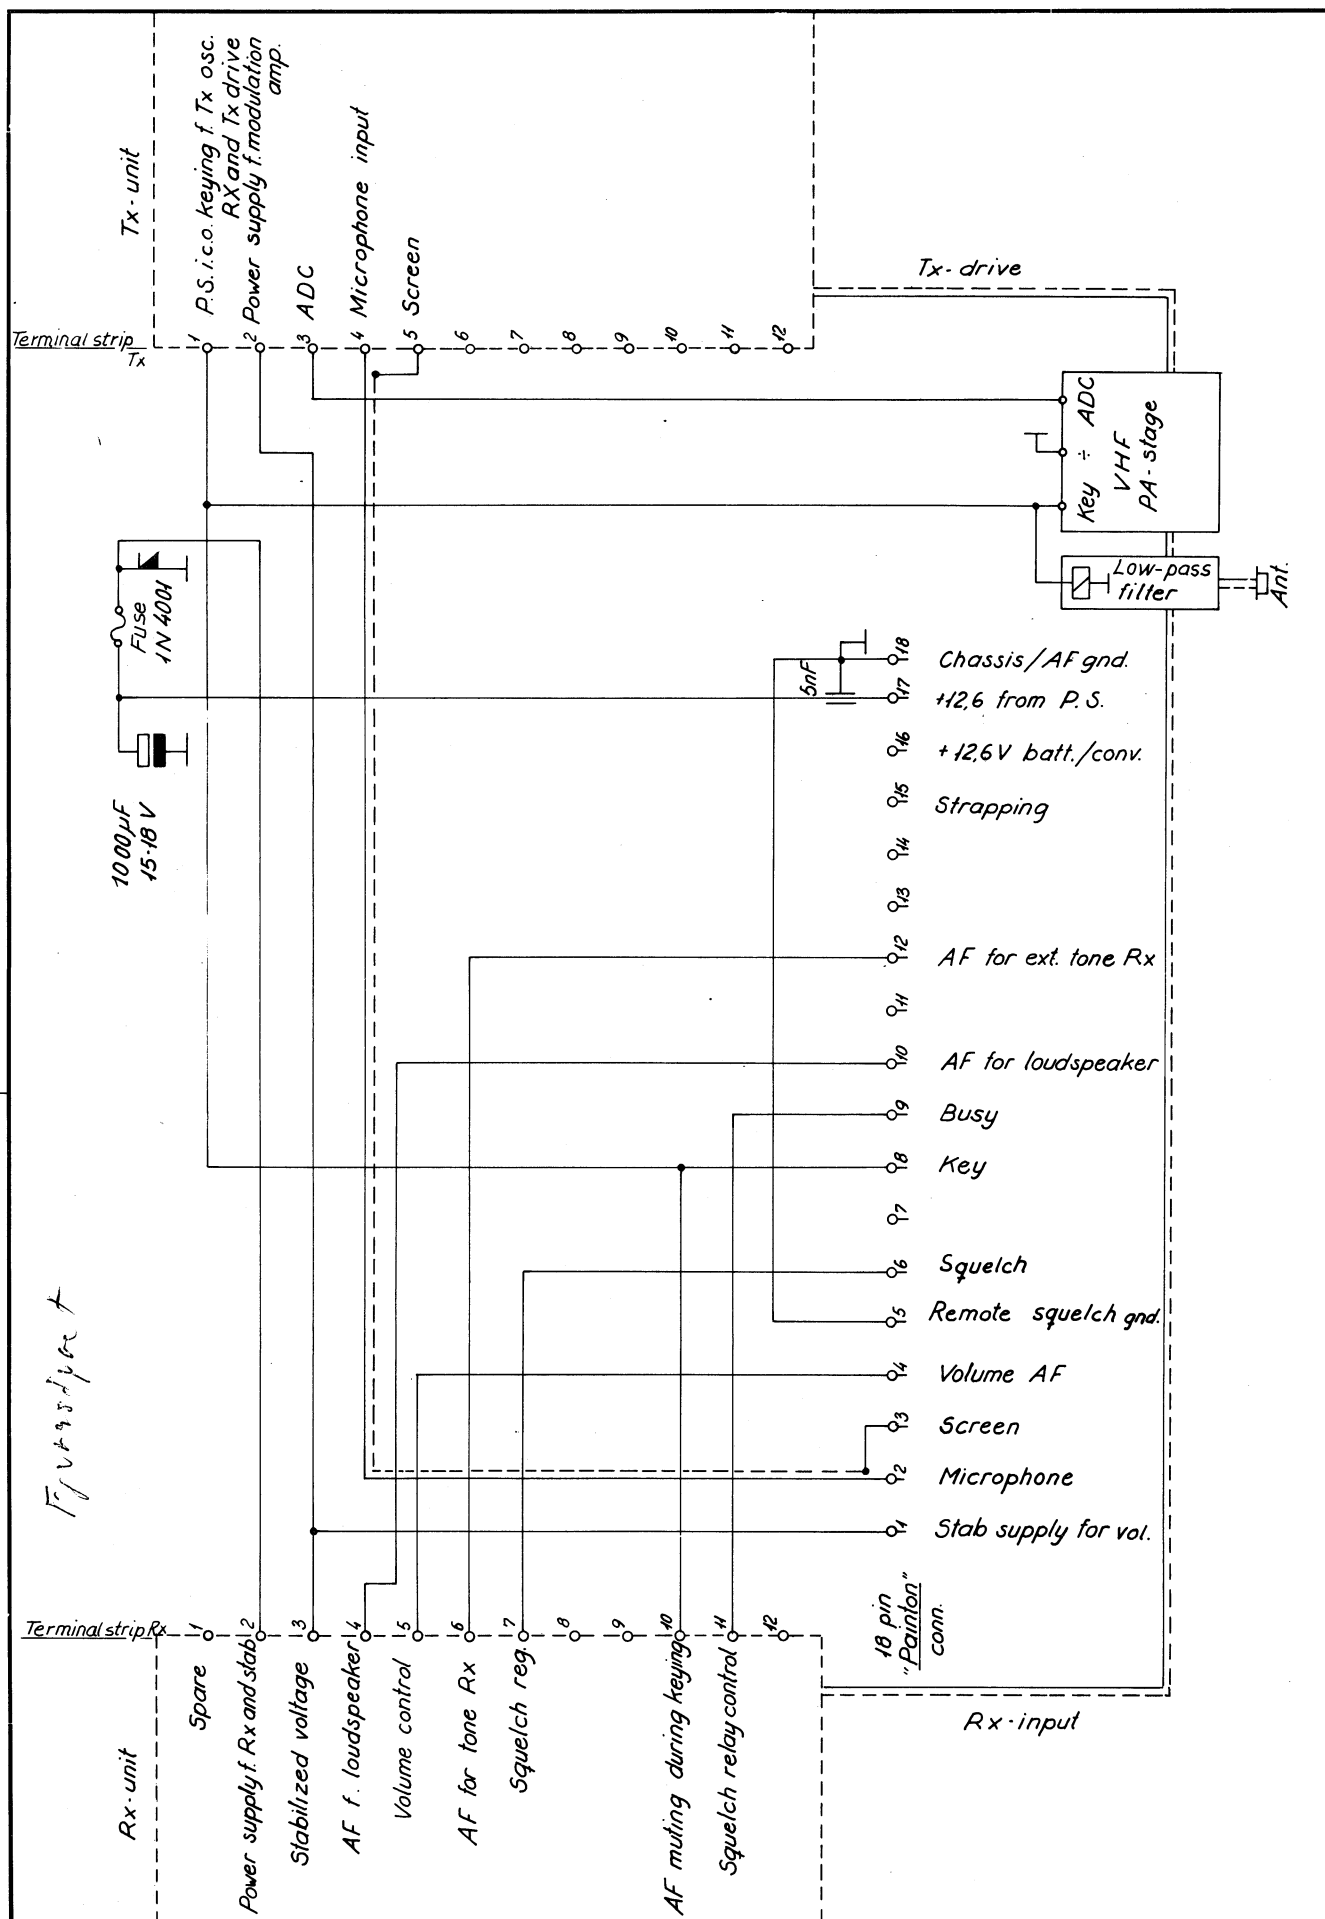 Tx-unit
P.S. i.c.o. keying f. Tx osc.
RX and Tx drive
Power supply f. modulation
amp.
ADC
Microphone input
Screen
Terminal strip
Tx
1
2
3
4
5
6
7
8
9
10
11
12
Tx-drive
Key ÷ ADC
VHF
PA-stage
Low-pass
filter
Ant.
Fuse
1N 4001
1000µF
15-18 V
5nF
18 Chassis/AF gnd.
17 +12,6 from P.S.
16 +12,6V batt./conv.
15 Strapping
14
13
12 AF for ext. tone Rx
11
10 AF for loudspeaker
9 Busy
8 Key
7
6 Squelch
5 Remote squelch gnd.
4 Volume AF
3 Screen
2 Microphone
1 Stab supply for vol.
18 pin
"Painton"
conn.
Terminal strip Rx
1
2
3
4
5
6
7
8
9
10
11
12
Rx-unit
Spare
Power supply f. Rx and stab
Stabilized voltage
AF f. loudspeaker
Volume control
AF for tone Rx
Squelch reg.
AF muting during keying
Squelch relay control
Rx-input